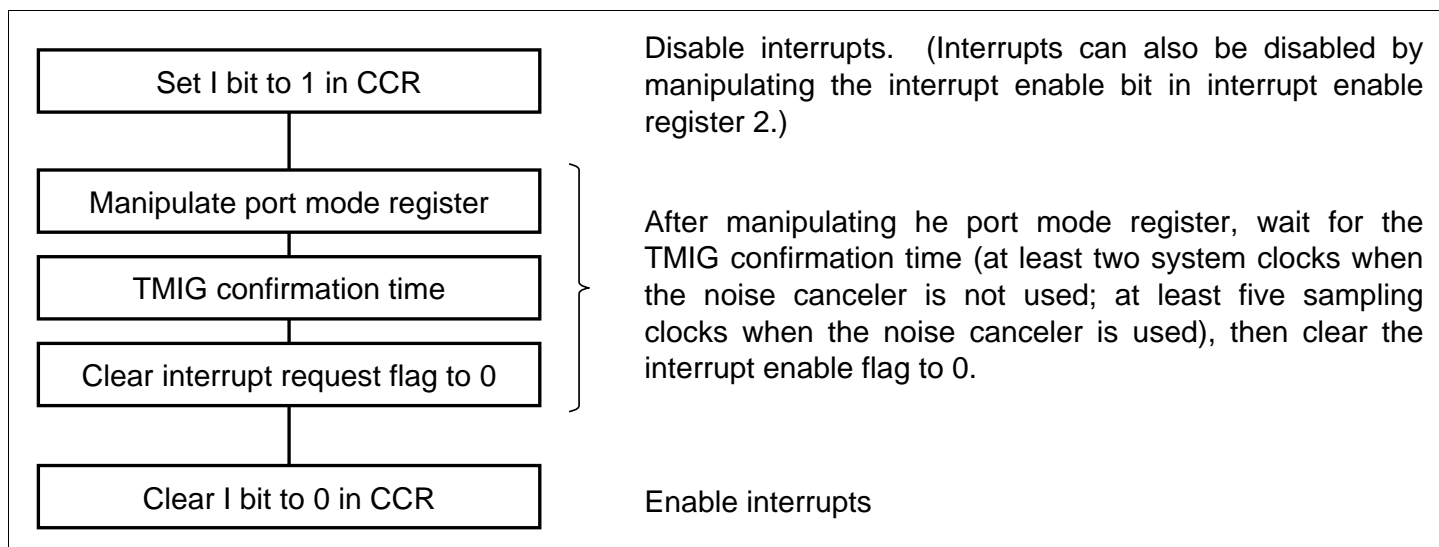 Set I bit to 1 in CCR
Disable interrupts. (Interrupts can also be disabled by
manipulating the interrupt enable bit in interrupt enable
register 2.)
Manipulate port mode register
TMIG confirmation time
Clear interrupt request flag to 0
After manipulating he port mode register, wait for the
TMIG confirmation time (at least two system clocks when
the noise canceler is not used; at least five sampling
clocks when the noise canceler is used), then clear the
interrupt enable flag to 0.
Clear I bit to 0 in CCR
Enable interrupts